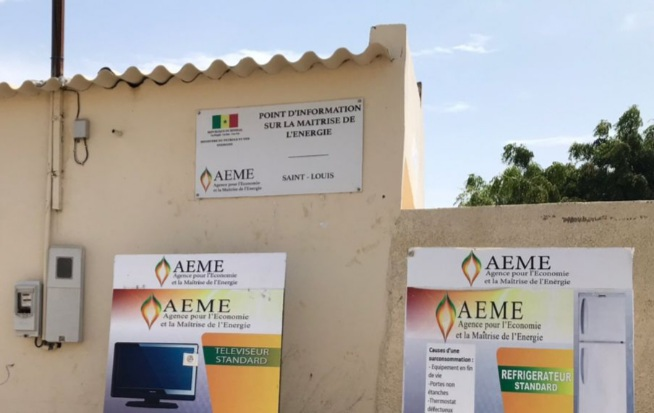 POINT D'INFORMATION
SUR LA MAITRISE DE
L'ENERGIE
SAINT - LOUIS
REPUBLIQUE DU SENEGAL
AEME
Agence pour l'Economie
et la Maîtrise de l'Energie
AEME
Agence pour l'Economie
et la Maîtrise de l'Energie
AEME
Agence pour l'Economie
et la Maîtrise de l'Energie
TELEVISEUR
STANDARD
AEME
Agence pour l'Economie
et la Maîtrise de l'Energie
AEME
Agence pour l'Economie
et la Maîtrise de l'Energie
Causes d'une
surconsommation :
- Equipement en fin
de vie
- Portes non
étanches
- Thermostat
défectueux
REFRIGERATEUR
STANDARD